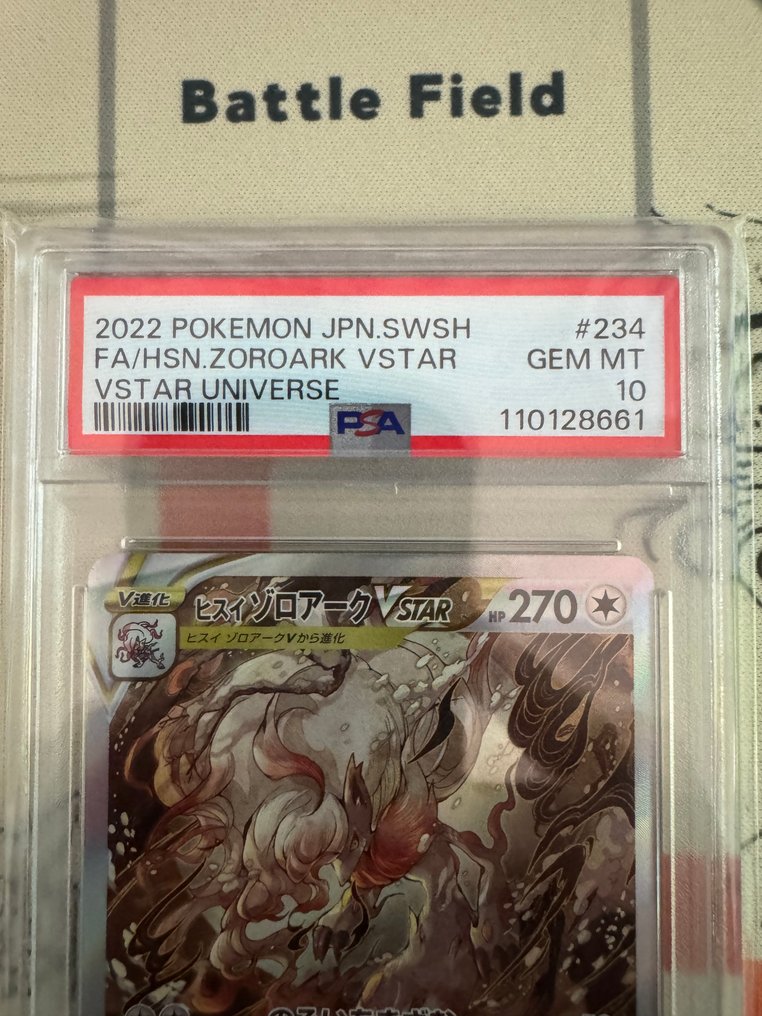 Battle Field
2022 POKEMON JPN.SWSH #234
FA/HSN.ZOROARK VSTAR GEM MT
VSTAR UNIVERSE 10
PSA 110128661
V進化 ヒスイ ゾロアーク VSTAR HP 270
ヒスイ ゾロアークVから進化